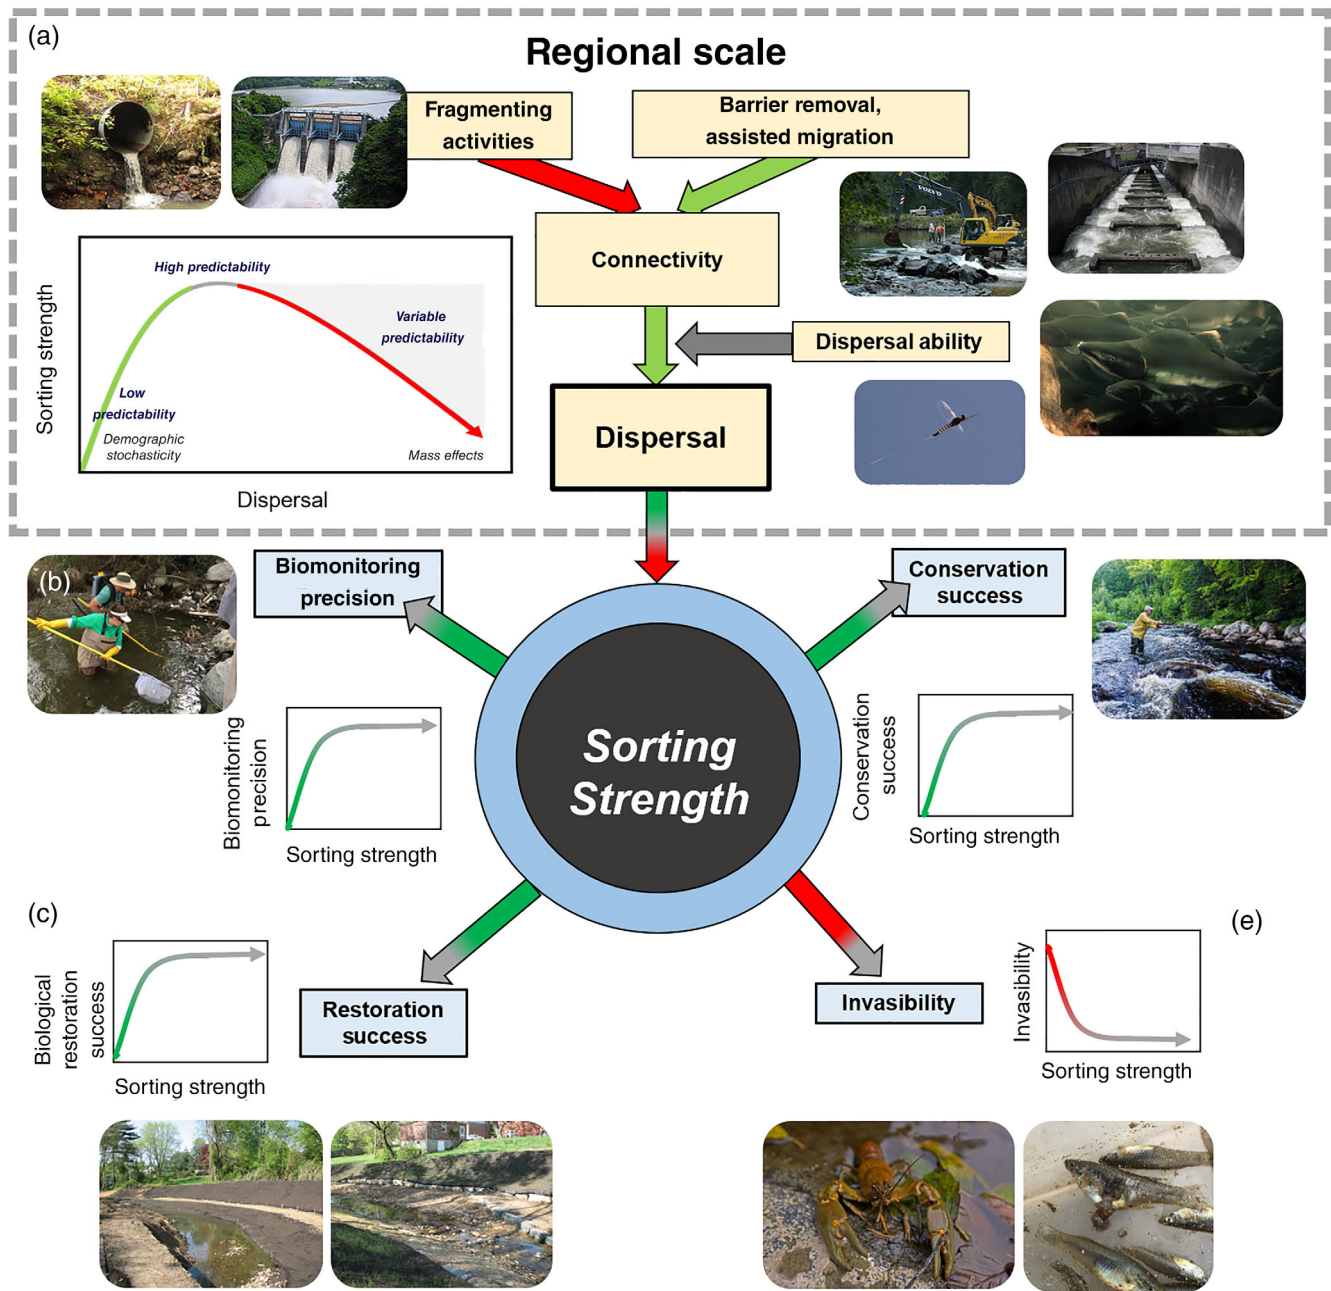 (a)
Regional scale
Fragmenting
activities
Barrier removal,
assisted migration
VOLVO
Connectivity
Dispersal ability
Dispersal
Sorting strength
High predictability
Variable
predictability
Low
predictability
Demographic
stochasticity
Mass effects
Dispersal
(b)
Biomonitoring
precision
Conservation
success
Biomonitoring
precision
Sorting strength
Sorting
Strength
Conservation
success
Sorting strength
(c)
Biological
restoration
success
Sorting strength
Restoration
success
Invasibility
(e)
Invasibility
Sorting strength